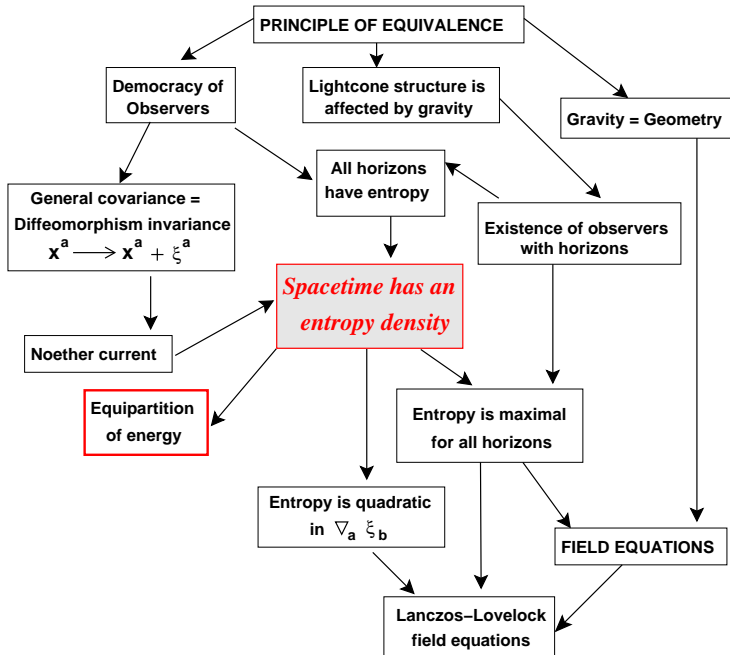 PRINCIPLE OF EQUIVALENCE
Democracy of
Observers
Lightcone structure is
affected by gravity
Gravity = Geometry
All horizons
have entropy
General covariance =
Diffeomorphism invariance
x^a ⟶ x^a + ξ^a
Existence of observers
with horizons
Spacetime has an
entropy density
Noether current
Equipartition
of energy
Entropy is maximal
for all horizons
Entropy is quadratic
in ∇_a ξ_b
FIELD EQUATIONS
Lanczos–Lovelock
field equations